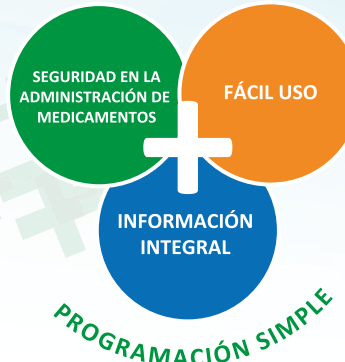 SEGURIDAD EN LA
ADMINISTRACIÓN DE
MEDICAMENTOS
FÁCIL USO
INFORMACIÓN
INTEGRAL
PROGRAMACIÓN SIMPLE